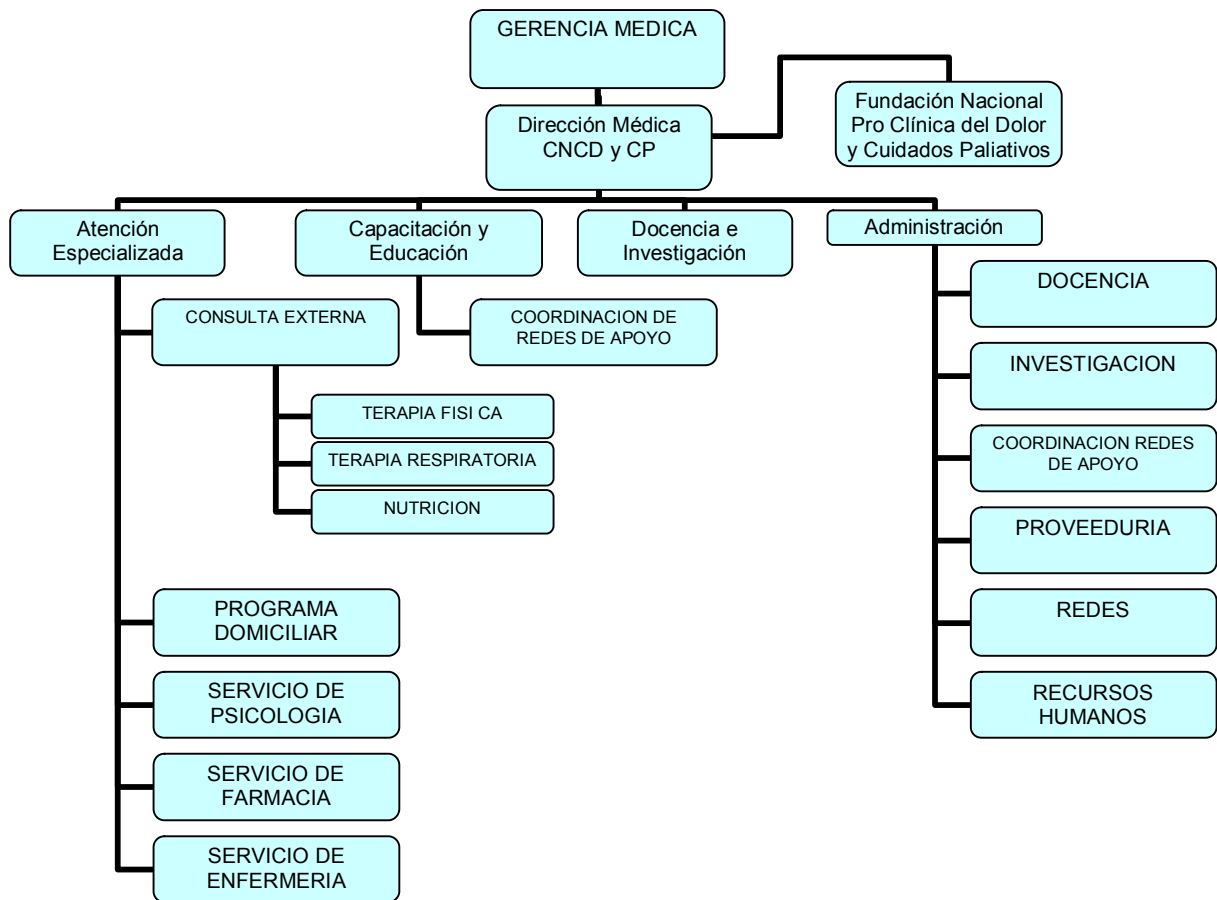 GERENCIA MEDICA
Fundación Nacional
Pro Clínica del Dolor
y Cuidados Paliativos
Dirección Médica
CNCD y CP
Atención
Especializada
Capacitación y
Educación
Docencia e
Investigación
Administración
CONSULTA EXTERNA
TERAPIA FISI CA
TERAPIA RESPIRATORIA
NUTRICION
PROGRAMA
DOMICILIAR
SERVICIO DE
PSICOLOGIA
SERVICIO DE
FARMACIA
SERVICIO DE
ENFERMERIA
COORDINACION DE
REDES DE APOYO
DOCENCIA
INVESTIGACION
COORDINACION REDES
DE APOYO
PROVEEDURIA
REDES
RECURSOS
HUMANOS